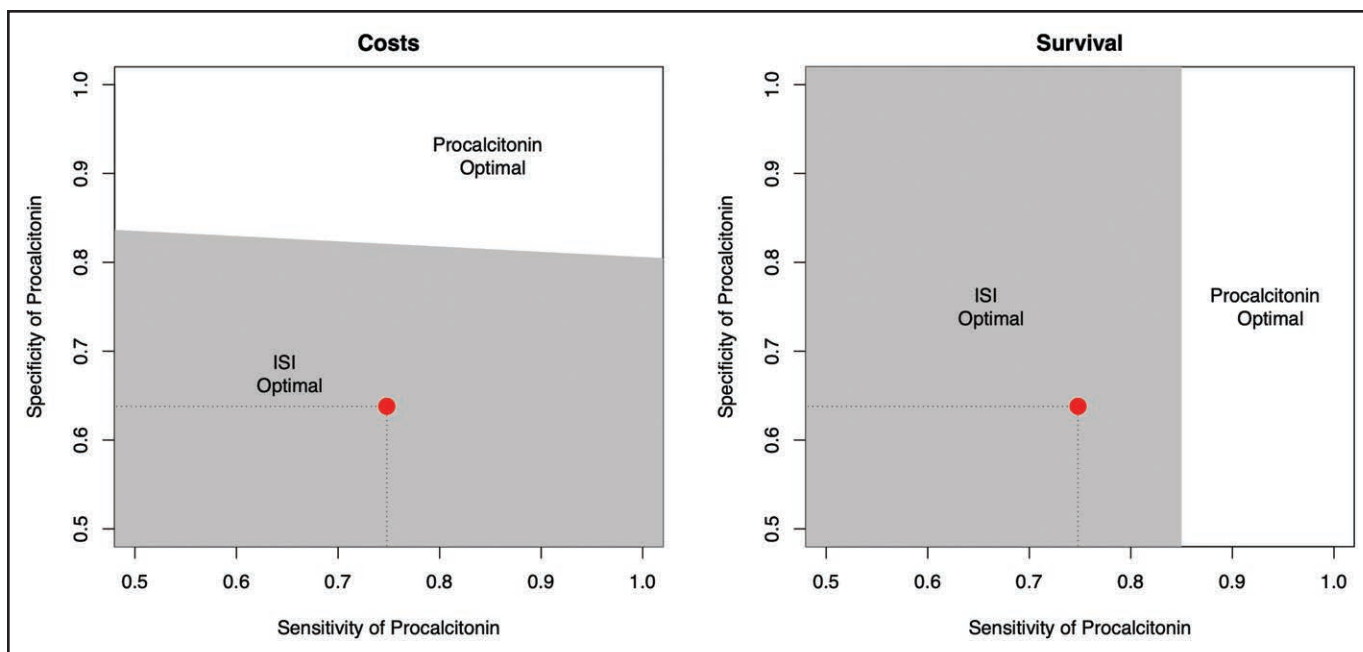 Costs
Specificity of Procalcitonin
1.0
0.9
0.8
0.7
0.6
0.5
Procalcitonin
Optimal
ISI
Optimal
0.5 0.6 0.7 0.8 0.9 1.0
Sensitivity of Procalcitonin
Survival
Specificity of Procalcitonin
1.0
0.9
0.8
0.7
0.6
0.5
ISI
Optimal
Procalcitonin
Optimal
0.5 0.6 0.7 0.8 0.9 1.0
Sensitivity of Procalcitonin